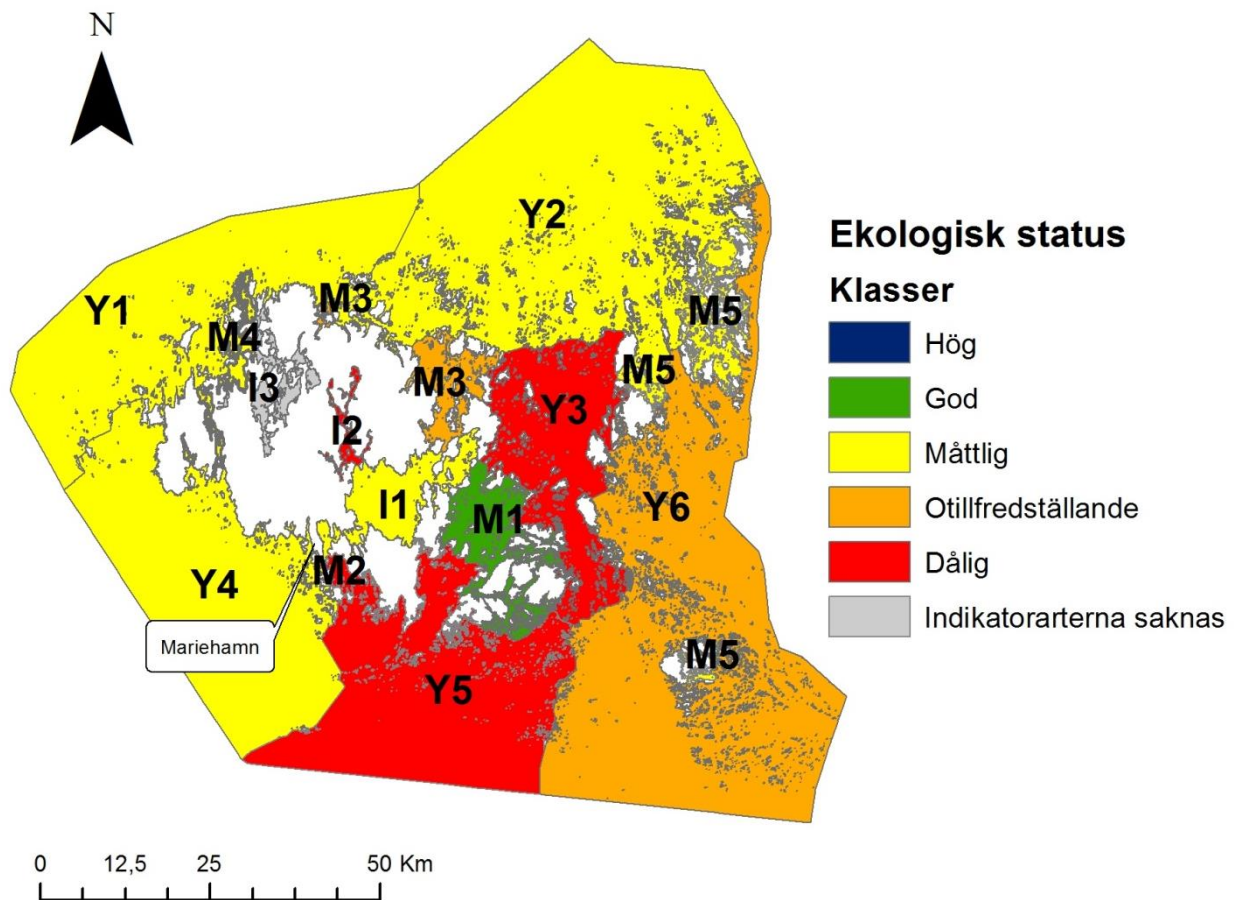 N
Y2
Y1
M3
M4
M5
I3
M3
M5
Y3
I2
I1
M1
Y6
M2
Y4
Mariehamn
M5
Y5
Ekologisk status
Klasser
Hög
God
Måttlig
Otillfredställande
Dålig
Indikatorarterna saknas
0 12,5 25 50 Km